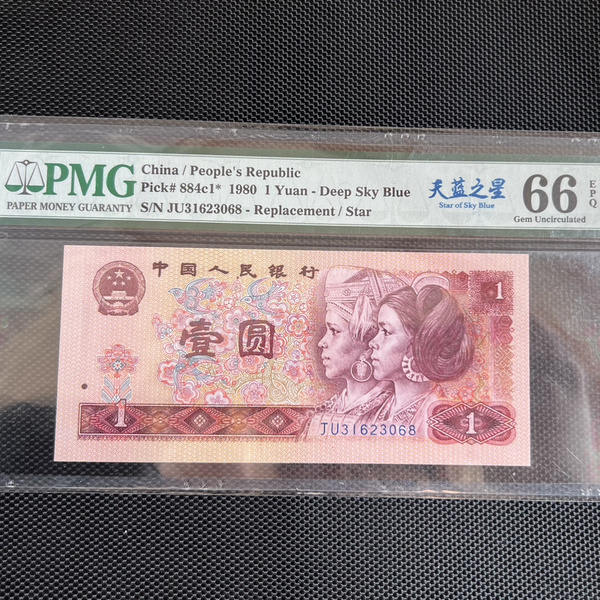 PMG
PAPER MONEY GUARANTY
China / People's Republic
Pick# 884c1* 1980 1 Yuan - Deep Sky Blue
S/N JU31623068 - Replacement / Star
天蓝之星
Star of Sky Blue
66 EPQ
Gem Uncirculated
中国人民银行
1
壹圆
1
JU31623068
1